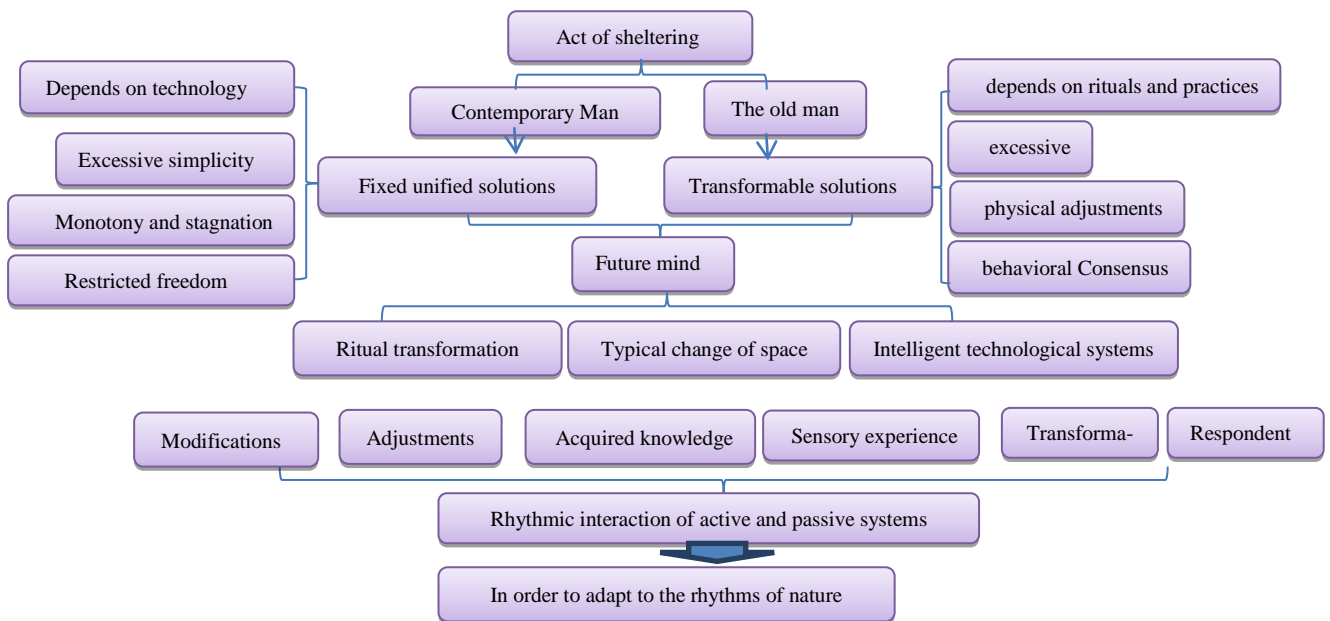 Act of sheltering
Depends on technology
Contemporary Man
The old man
depends on rituals and practices
Excessive simplicity
excessive
Fixed unified solutions
Transformable solutions
Monotony and stagnation
physical adjustments
Restricted freedom
Future mind
behavioral Consensus
Ritual transformation
Typical change of space
Intelligent technological systems
Modifications
Adjustments
Acquired knowledge
Sensory experience
Transforma-
Respondent
Rhythmic interaction of active and passive systems
In order to adapt to the rhythms of nature